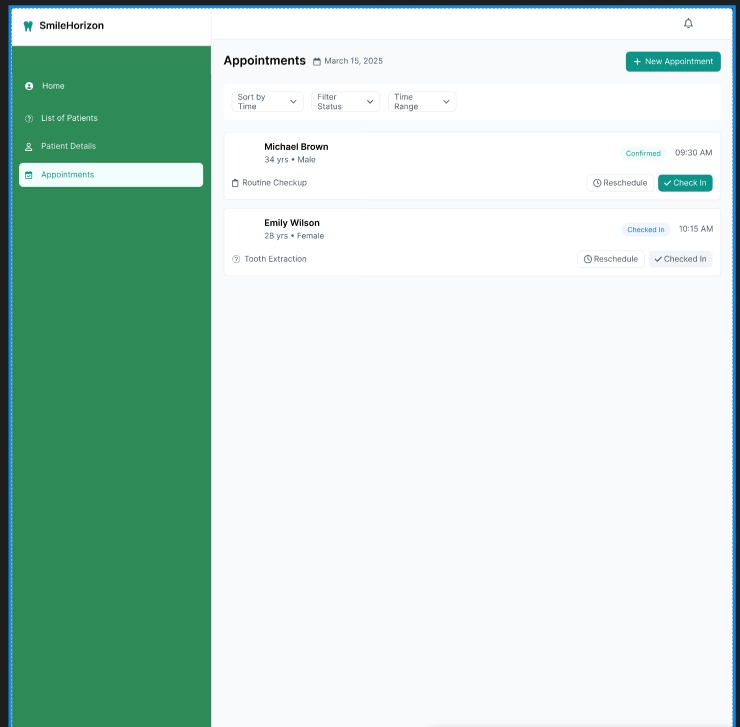 SmileHorizon
Home
List of Patients
Patient Details
Appointments
Appointments March 15, 2025
+ New Appointment
Sort by
Time
Filter
Status
Time
Range
Michael Brown
34 yrs • Male
Confirmed 09:30 AM
Routine Checkup
Reschedule Check In
Emily Wilson
28 yrs • Female
Checked In 10:15 AM
Tooth Extraction
Reschedule Checked In